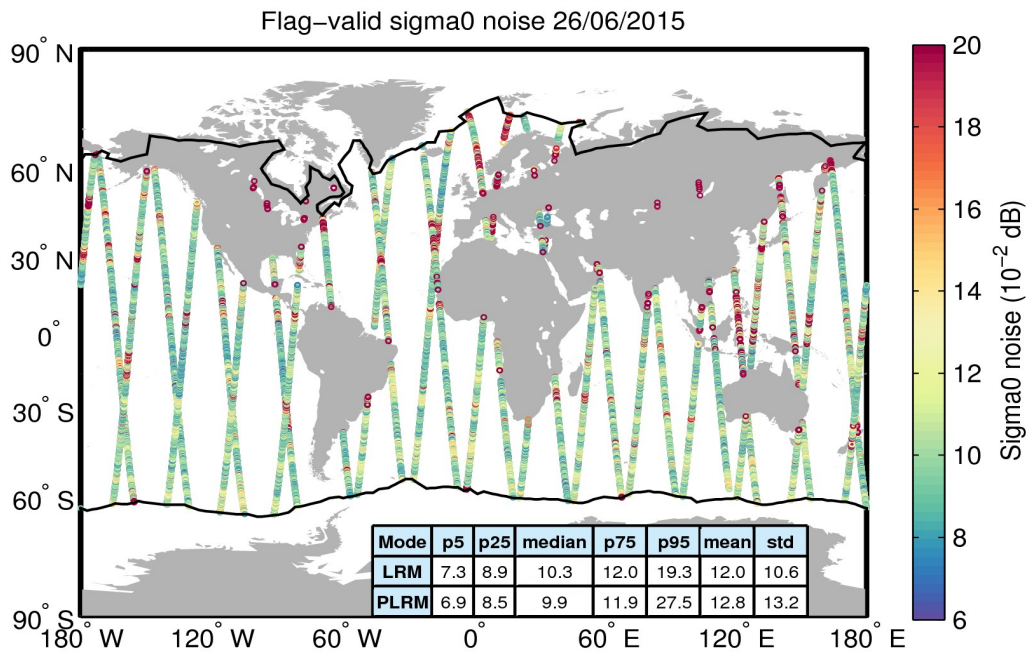 Flag−valid sigma0 noise 26/06/2015
90° N
60° N
30° N
0°
30° S
60° S
90° S
180° W 120° W 60° W 0° 60° E 120° E 180° E
Mode p5 p25 median p75 p95 mean std
LRM 7.3 8.9 10.3 12.0 19.3 12.0 10.6
PLRM 6.9 8.5 9.9 11.9 27.5 12.8 13.2
20
18
16
14
12
10
8
6
Sigma0 noise (10⁻² dB)